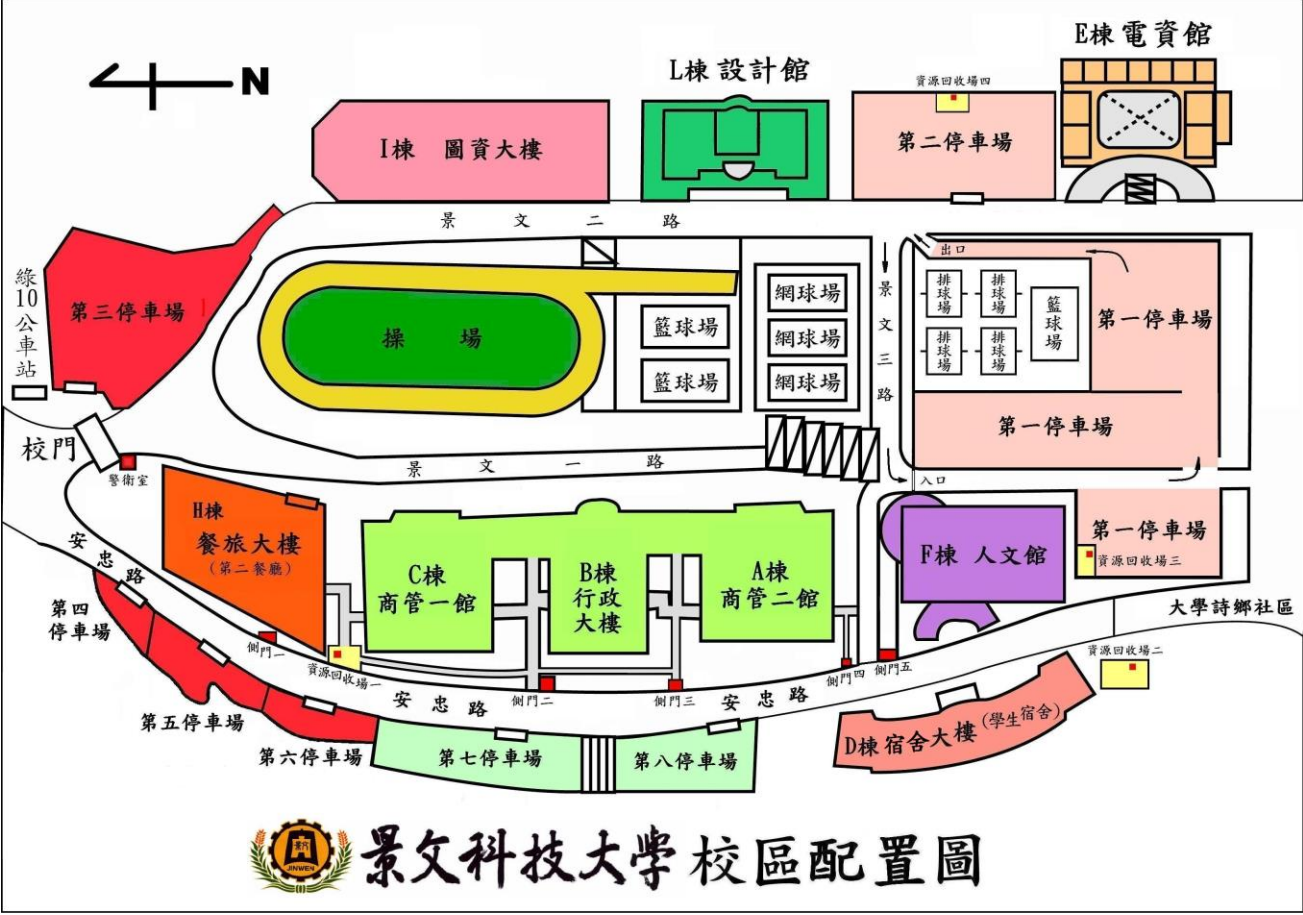 E棟 電資館
L棟 設計館
N
資源回收場四
I棟 圖資大樓
第二停車場
景文二路
綠10公車站
第三停車場
出口
排球場
排球場
籃球場
排球場
排球場
第一停車場
景文三路
網球場
網球場
網球場
籃球場
籃球場
操場
第一停車場
校門
警衛室
景文一路
入口
H棟
餐旅大樓
(第二餐廳)
C棟
商管一館
B棟
行政
大樓
A棟
商管二館
F棟 人文館
第一停車場
資源回收場三
安忠路
第四
停車場
大學詩鄉社區
側門一
資源回收場一
側門二
側門三
側門四
側門五
資源回收場二
安忠路
安忠路
第五停車場
第六停車場
第七停車場
第八停車場
D棟宿舍大樓(學生宿舍)
景文
JINWEN
景文科技大学校區配置圖